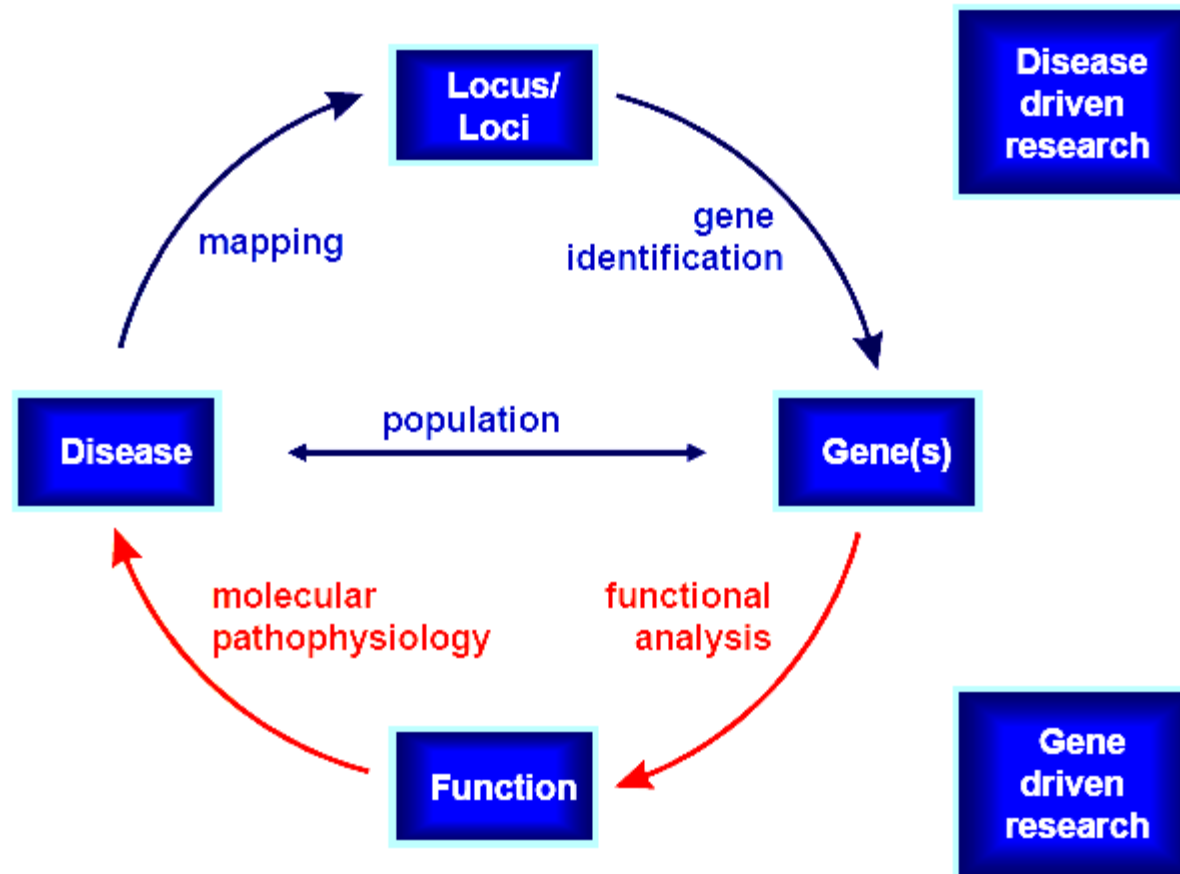 Locus/
Loci
Disease
driven
research
mapping
gene
identification
Disease
population
Gene(s)
molecular
pathophysiology
functional
analysis
Function
Gene
driven
research